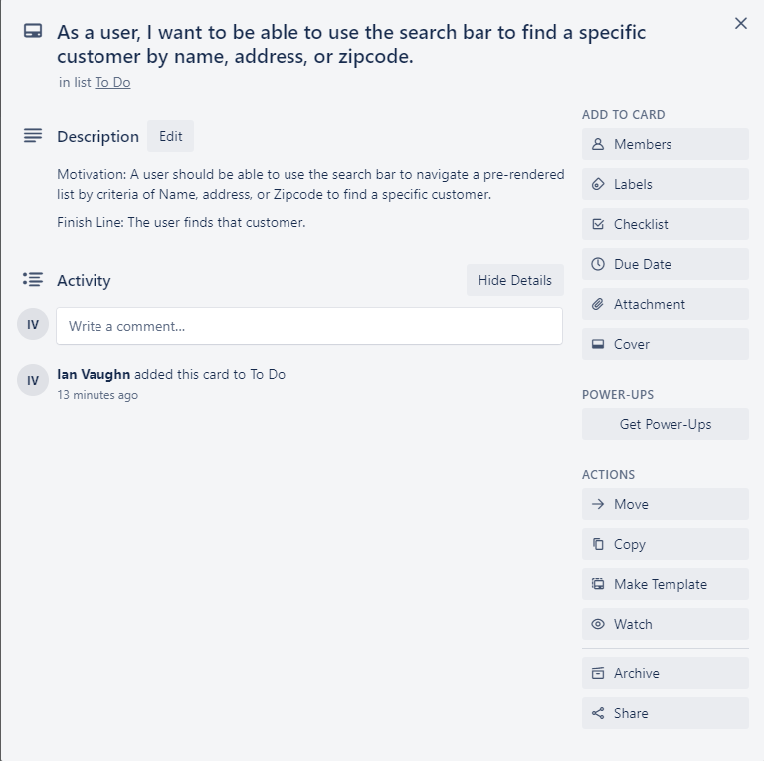 As a user, I want to be able to use the search bar to find a specific
customer by name, address, or zipcode.
in list To Do
Description
Edit
Motivation: A user should be able to use the search bar to navigate a pre-rendered
list by criteria of Name, address, or Zipcode to find a specific customer.
Finish Line: The user finds that customer.
Activity
Hide Details
IV
Write a comment...
IV
Ian Vaughn added this card to To Do
13 minutes ago
ADD TO CARD
Members
Labels
Checklist
Due Date
Attachment
Cover
POWER-UPS
Get Power-Ups
ACTIONS
Move
Copy
Make Template
Watch
Archive
Share